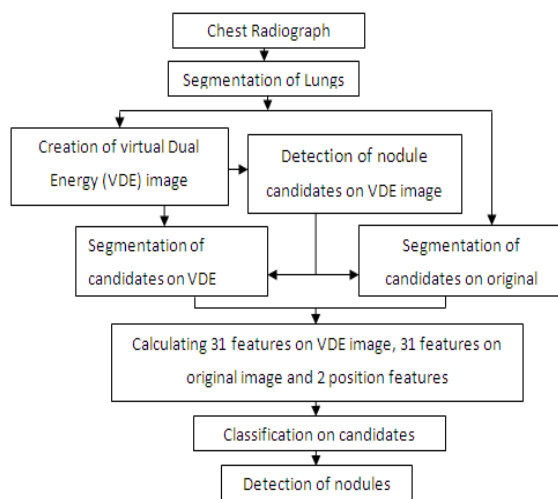 Chest Radiograph
Segmentation of Lungs
Creation of virtual Dual
Energy (VDE) image
Detection of nodule
candidates on VDE image
Segmentation of
candidates on VDE
Segmentation of
candidates on original
Calculating 31 features on VDE image, 31 features on
original image and 2 position features
Classification on candidates
Detection of nodules